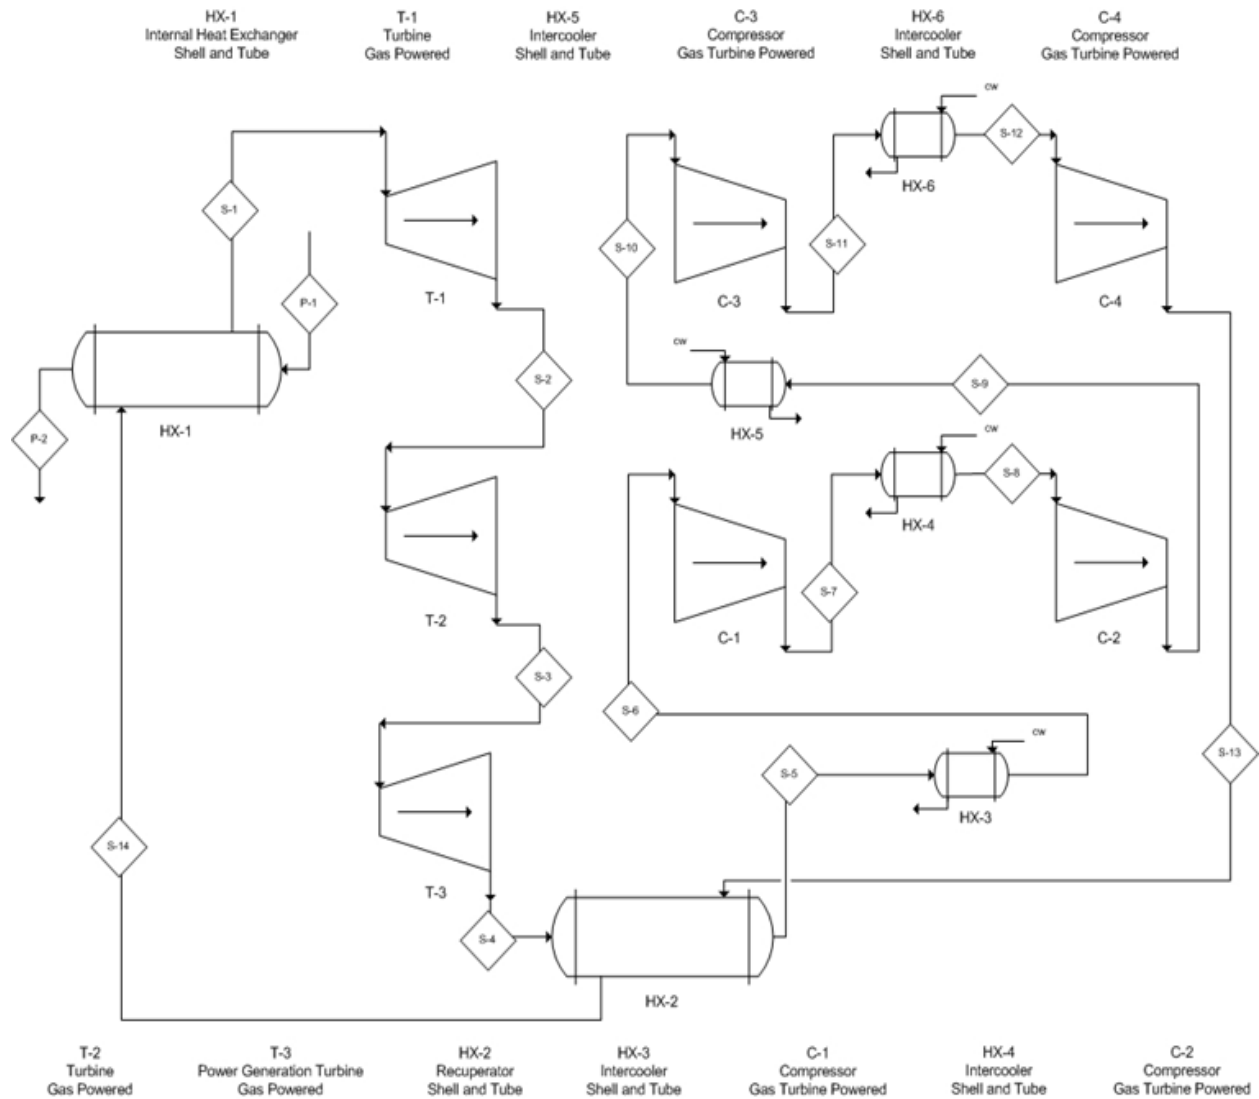 HX-1
Internal Heat Exchanger
Shell and Tube
T-1
Turbine
Gas Powered
HX-5
Intercooler
Shell and Tube
C-3
Compressor
Gas Turbine Powered
HX-6
Intercooler
Shell and Tube
C-4
Compressor
Gas Turbine Powered
cw
S-12
HX-6
S-1
S-10
S-11
P-1
T-1
C-3
C-4
cw
S-2
S-9
HX-5
HX-1
P-2
cw
S-8
HX-4
S-7
T-2
C-1
C-2
S-3
S-6
cw
S-5
S-13
HX-3
S-14
T-3
S-4
HX-2
T-2
Turbine
Gas Powered
T-3
Power Generation Turbine
Gas Powered
HX-2
Recuperator
Shell and Tube
HX-3
Intercooler
Shell and Tube
C-1
Compressor
Gas Turbine Powered
HX-4
Intercooler
Shell and Tube
C-2
Compressor
Gas Turbine Powered